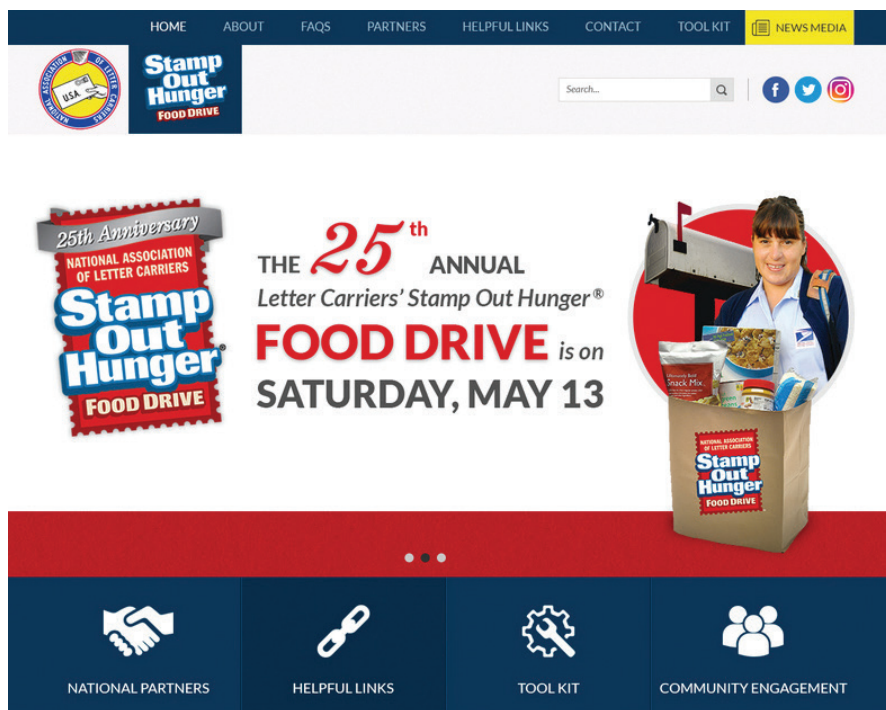 HOME ABOUT FAQS PARTNERS HELPFUL LINKS CONTACT TOOL KIT NEWS MEDIA
NATIONAL ASSOCIATION OF LETTER CARRIERS
U.S.A.
Stamp
Out
Hunger
FOOD DRIVE
Search...
25th Anniversary
NATIONAL ASSOCIATION
OF LETTER CARRIERS
Stamp
Out
Hunger®
FOOD DRIVE
THE 25th ANNUAL
Letter Carriers' Stamp Out Hunger®
FOOD DRIVE is on
SATURDAY, MAY 13
Snack Mix
NATIONAL ASSOCIATION
OF LETTER CARRIERS
Stamp
Out
Hunger
FOOD DRIVE
NATIONAL PARTNERS
HELPFUL LINKS
TOOL KIT
COMMUNITY ENGAGEMENT